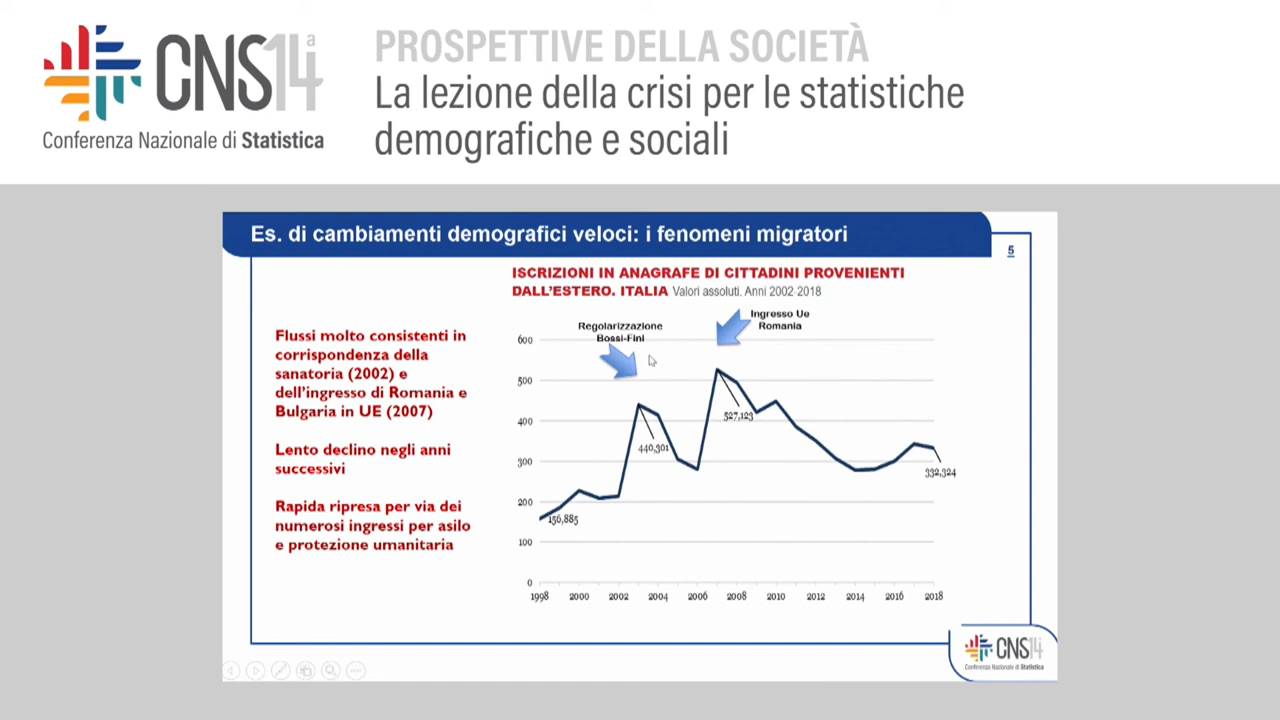 CNS14ª
Conferenza Nazionale di Statistica
PROSPETTIVE DELLA SOCIETÀ
La lezione della crisi per le statistiche
demografiche e sociali
Es. di cambiamenti demografici veloci: i fenomeni migratori
5
ISCRIZIONI IN ANAGRAFE DI CITTADINI PROVENIENTI
DALL'ESTERO. ITALIA Valori assoluti. Anni 2002-2018
Flussi molto consistenti in
corrispondenza della
sanatoria (2002) e
dell'ingresso di Romania e
Bulgaria in UE (2007)
Lento declino negli anni
successivi
Rapida ripresa per via dei
numerosi ingressi per asilo
e protezione umanitaria
Regolarizzazione
Bossi-Fini
Ingresso Ue
Romania
600
500
400
300
200
100
0
156,885
440,301
527,123
332,324
1998 2000 2002 2004 2006 2008 2010 2012 2014 2016 2018
CNS14
Conferenza Nazionale di Statistica